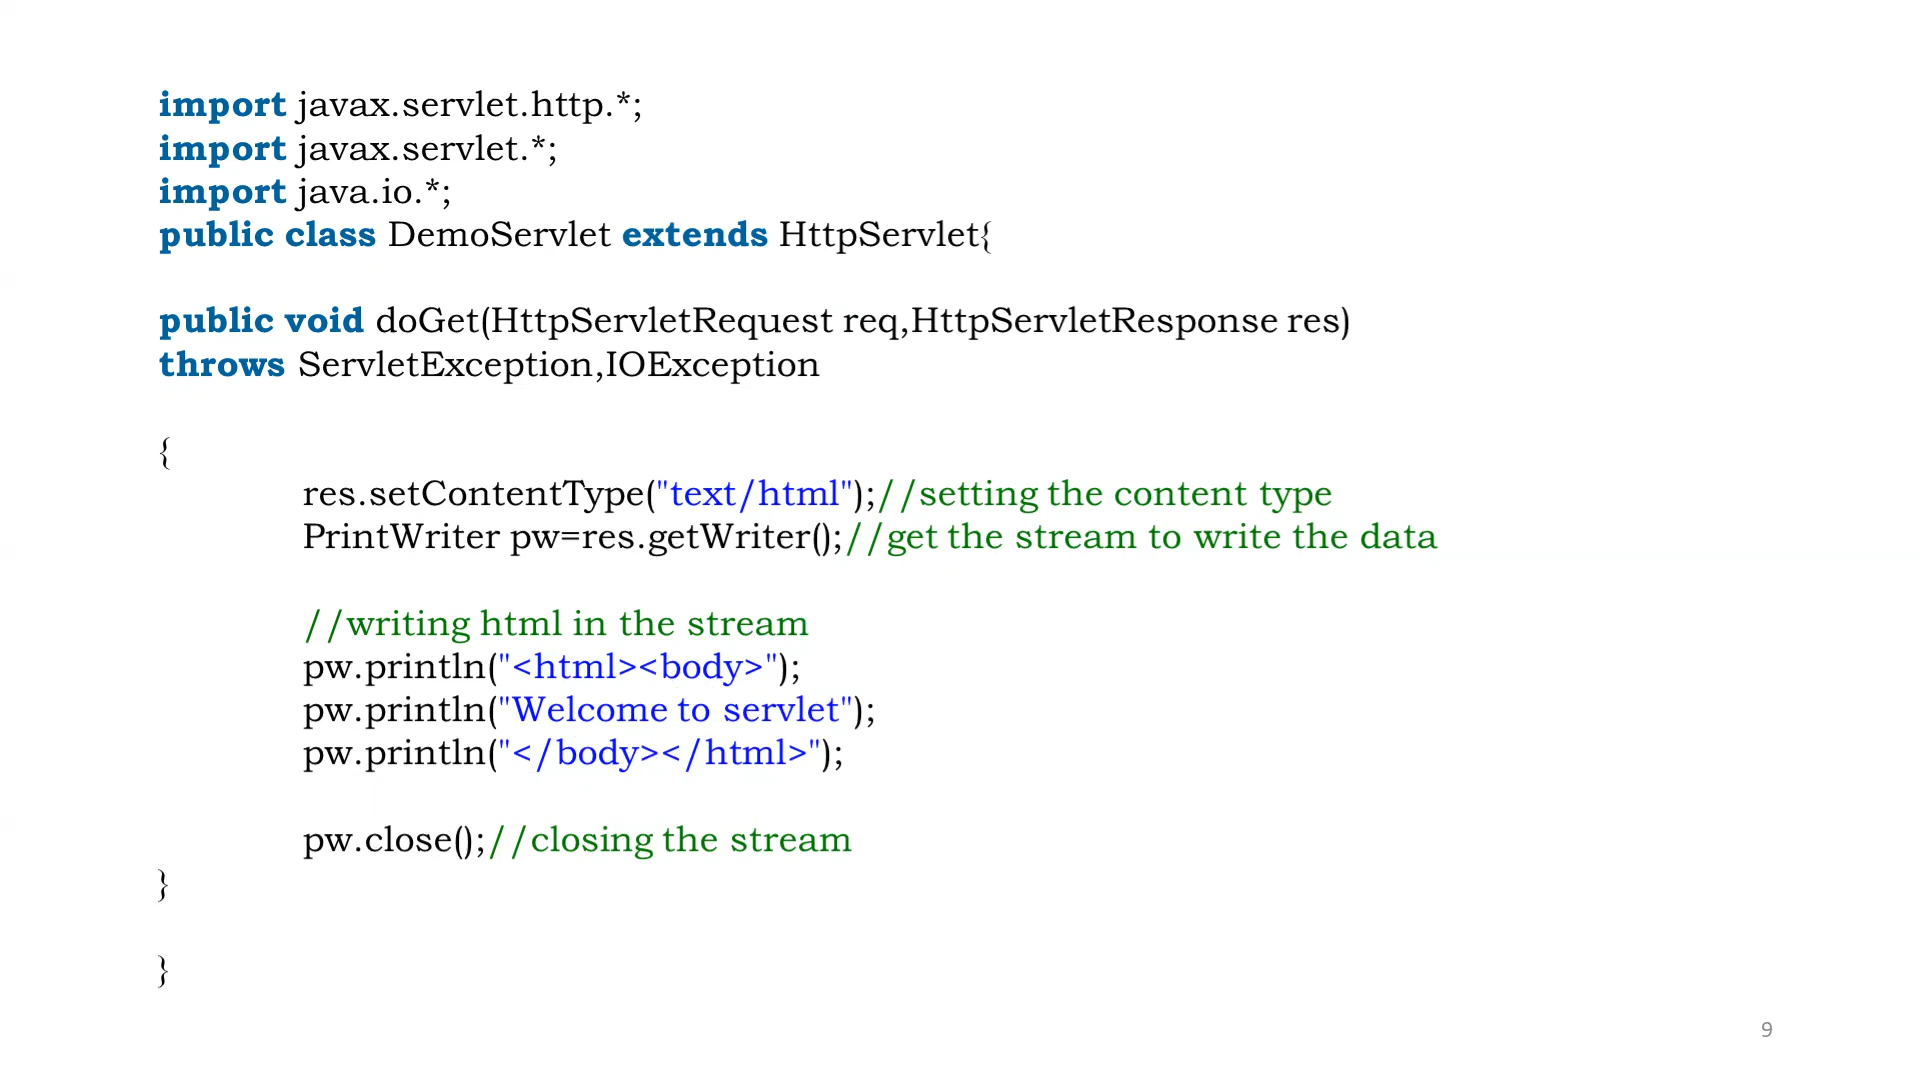 import javax.servlet.http.*;
import javax.servlet.*;
import java.io.*;
public class DemoServlet extends HttpServlet{
public void doGet(HttpServletRequest req,HttpServletResponse res)
throws ServletException,IOException
{
res.setContentType("text/html");//setting the content type
PrintWriter pw=res.getWriter();//get the stream to write the data
//writing html in the stream
pw.println("<html><body>");
pw.println("Welcome to servlet");
pw.println("</body></html>");
pw.close();//closing the stream
}
}
9